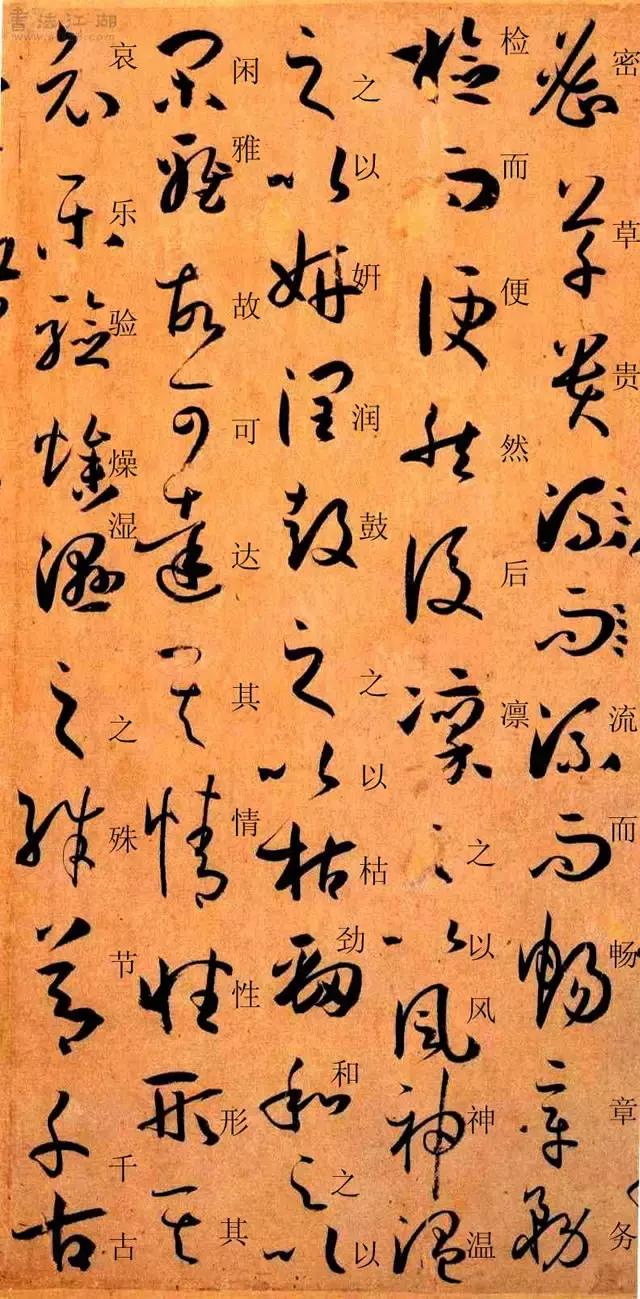 密草贵流而畅章务
检而便然后凛之以风神温
之以妍润鼓之以枯劲和之以
闲雅故可达其情性形其
哀乐验燥湿之殊节千古
書法江湖